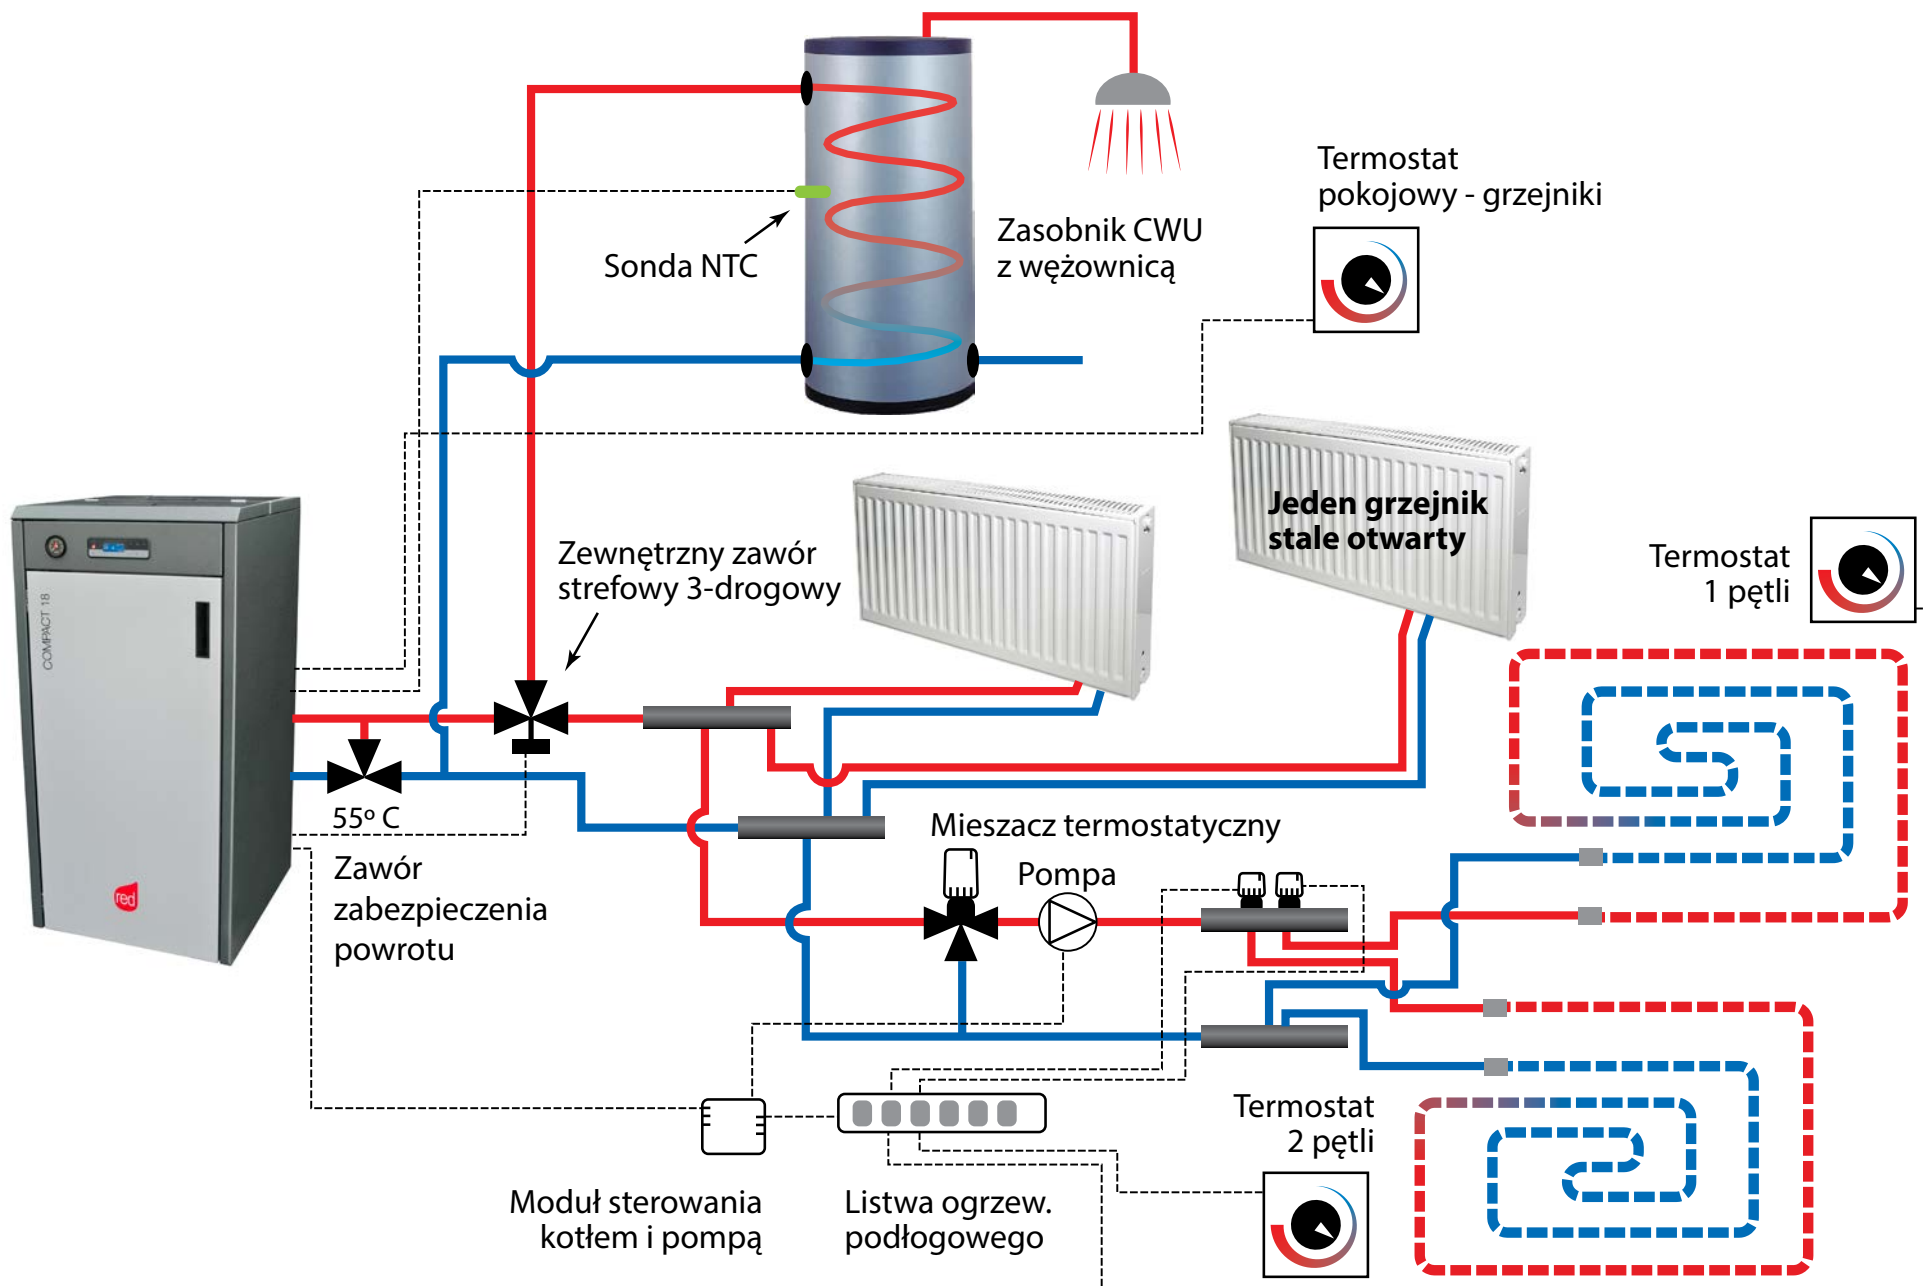 Termostat
pokojowy - grzejniki
Zasobnik CWU
z wężownicą
Sonda NTC
Jeden grzejnik
stale otwarty
Termostat
1 pętli
Zewnętrzny zawór
strefowy 3-drogowy
COMPACT 18
55º C
Zawór
zabezpieczenia
powrotu
red
Mieszacz termostatyczny
Pompa
Termostat
2 pętli
Moduł sterowania
kotłem i pompą
Listwa ogrzew.
podłogowego